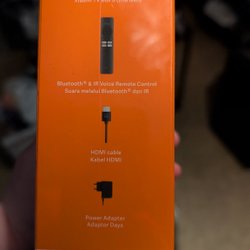 Bluetooth® & IR Voice Remote Control
Suara melalui Bluetooth® dan IR
HDMI cable
Kabel HDMI
Power Adapter
Adaptor Daya